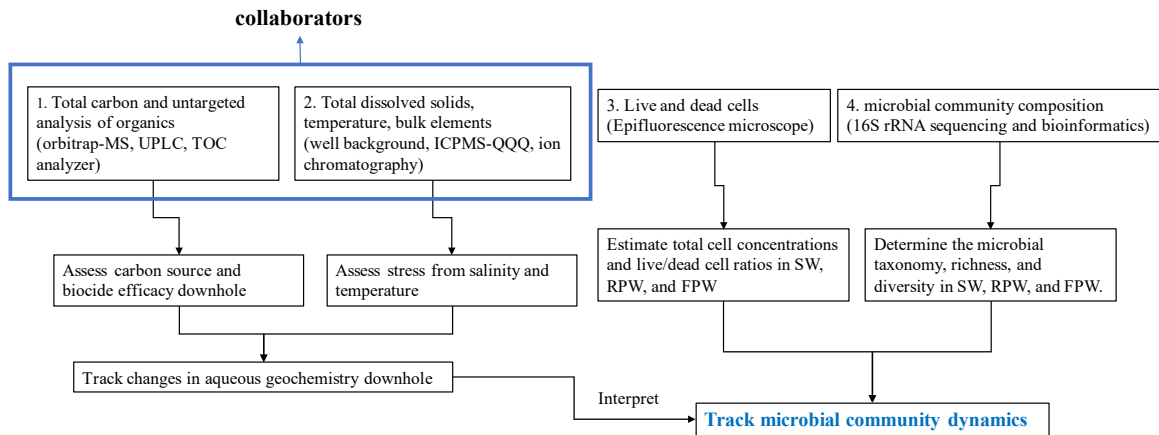 collaborators
1. Total carbon and untargeted
analysis of organics
(orbitrap-MS, UPLC, TOC
analyzer)
2. Total dissolved solids,
temperature, bulk elements
(well background, ICPMS-QQQ, ion
chromatography)
3. Live and dead cells
(Epifluorescence microscope)
4. microbial community composition
(16S rRNA sequencing and bioinformatics)
Assess carbon source and
biocide efficacy downhole
Assess stress from salinity and
temperature
Estimate total cell concentrations
and live/dead cell ratios in SW,
RPW, and FPW
Determine the microbial
taxonomy, richness, and
diversity in SW, RPW, and FPW.
Track changes in aqueous geochemistry downhole
Interpret
Track microbial community dynamics